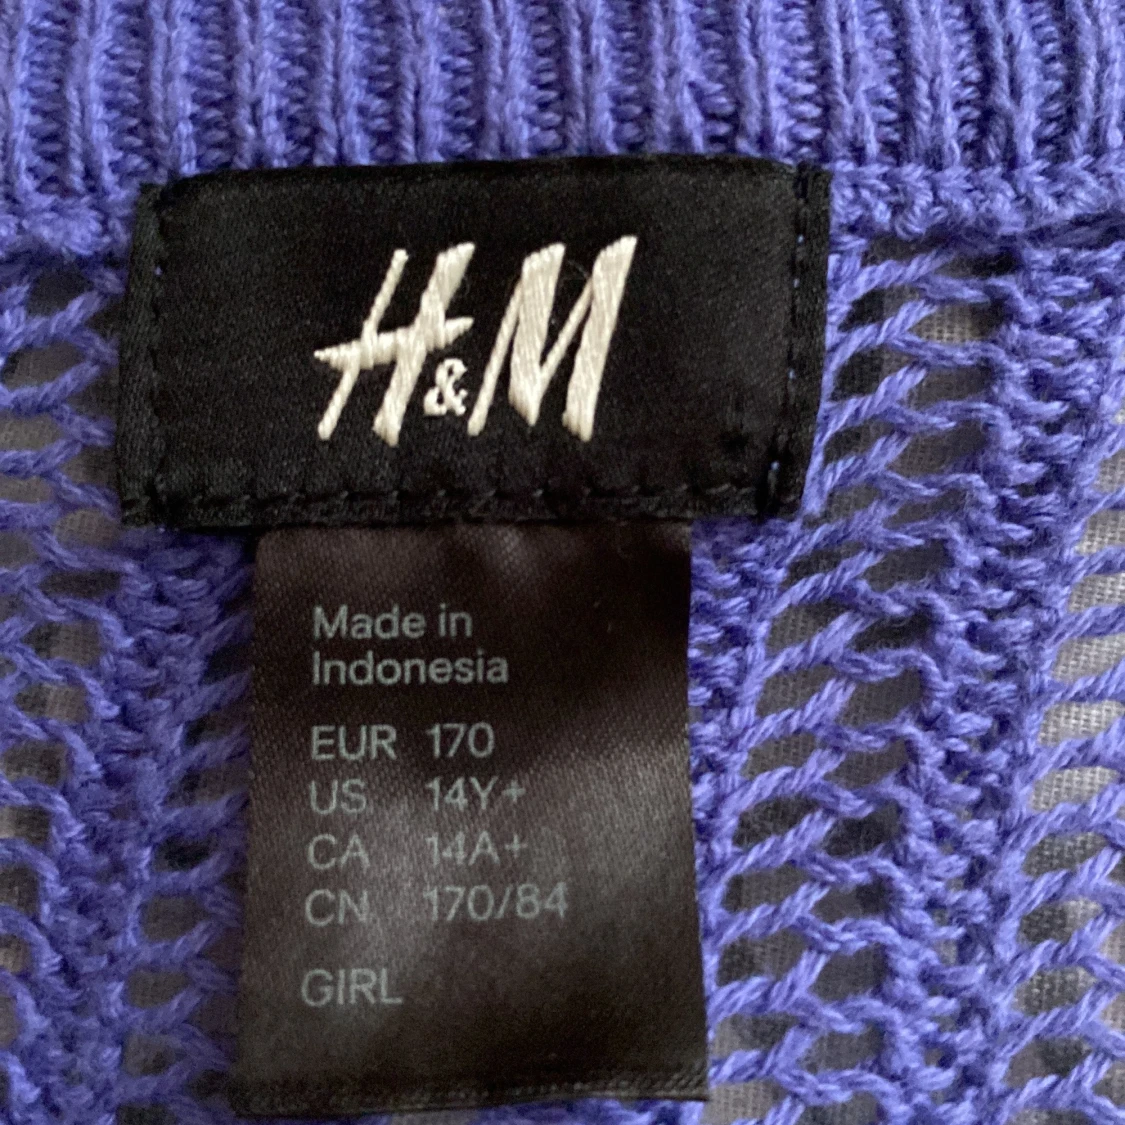 H&M
Made in
Indonesia
EUR 170
US 14Y+
CA 14A+
CN 170/84
GIRL